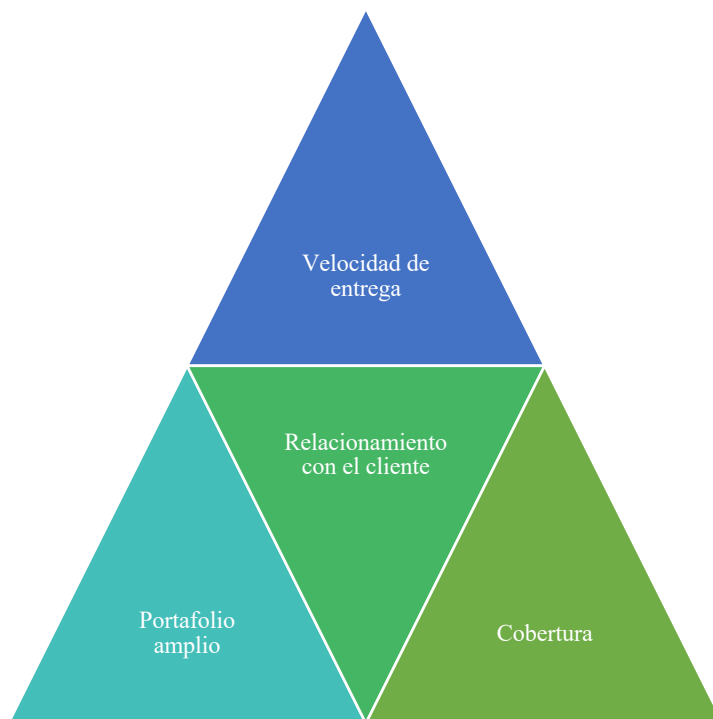 Velocidad de
entrega
Relacionamiento
con el cliente
Portafolio
amplio
Cobertura